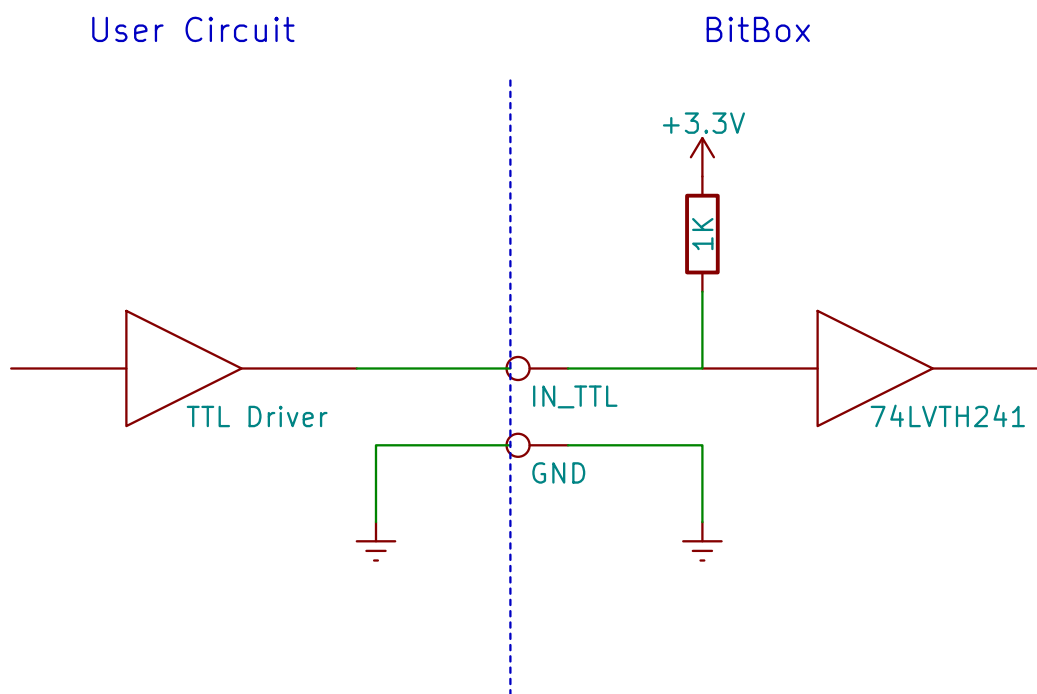 User Circuit
BitBox
+3.3V
1K
IN_TTL
TTL Driver
74LVTH241
GND